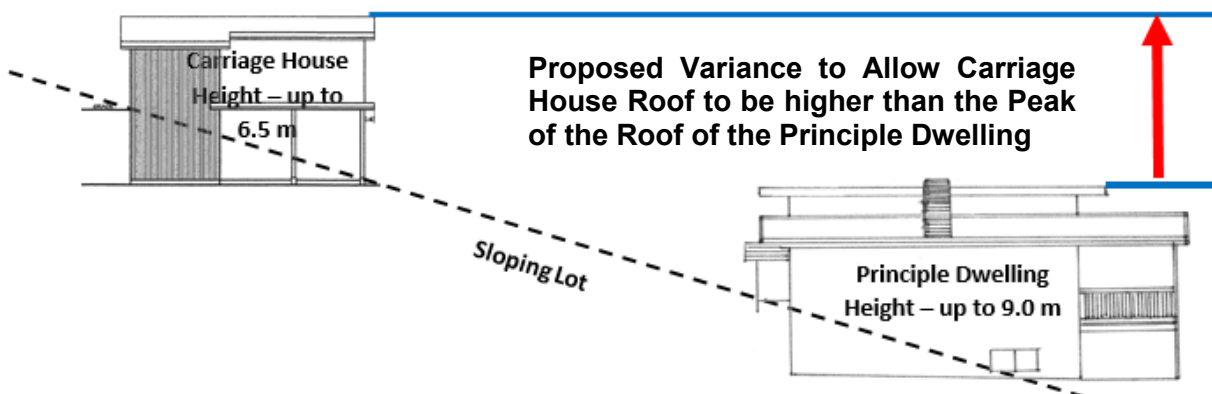 Carriage House
Height – up to
6.5 m
Proposed Variance to Allow Carriage
House Roof to be higher than the Peak
of the Roof of the Principle Dwelling
Sloping Lot
Principle Dwelling
Height – up to 9.0 m